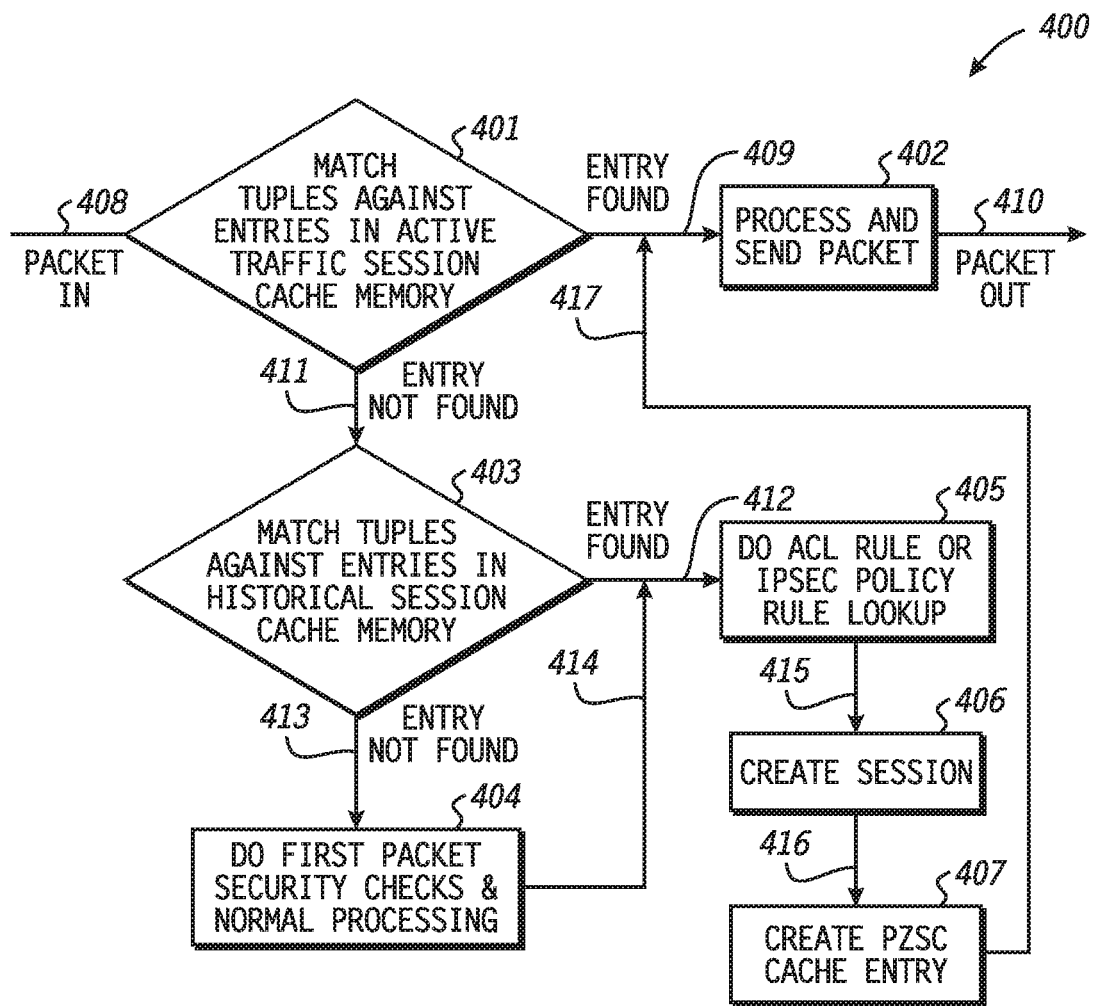 400
401
MATCH
TUPLES AGAINST
ENTRIES IN ACTIVE
TRAFFIC SESSION
CACHE MEMORY
408
PACKET
IN
ENTRY
FOUND
409
402
PROCESS AND
SEND PACKET
410
PACKET
OUT
417
411
ENTRY
NOT FOUND
403
MATCH TUPLES
AGAINST ENTRIES IN
HISTORICAL SESSION
CACHE MEMORY
ENTRY
FOUND
412
405
DO ACL RULE OR
IPSEC POLICY
RULE LOOKUP
414
415
413
ENTRY
NOT FOUND
406
CREATE SESSION
404
DO FIRST PACKET
SECURITY CHECKS &
NORMAL PROCESSING
416
407
CREATE PZSC
CACHE ENTRY